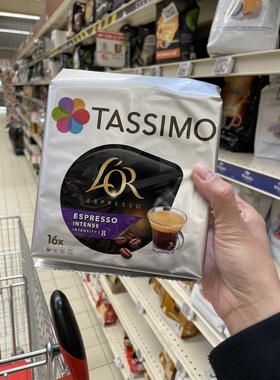 TASSIMO
L'OR
ESPRESSO
ESPRESSO
INTENSE
INTENSITY 8
16x